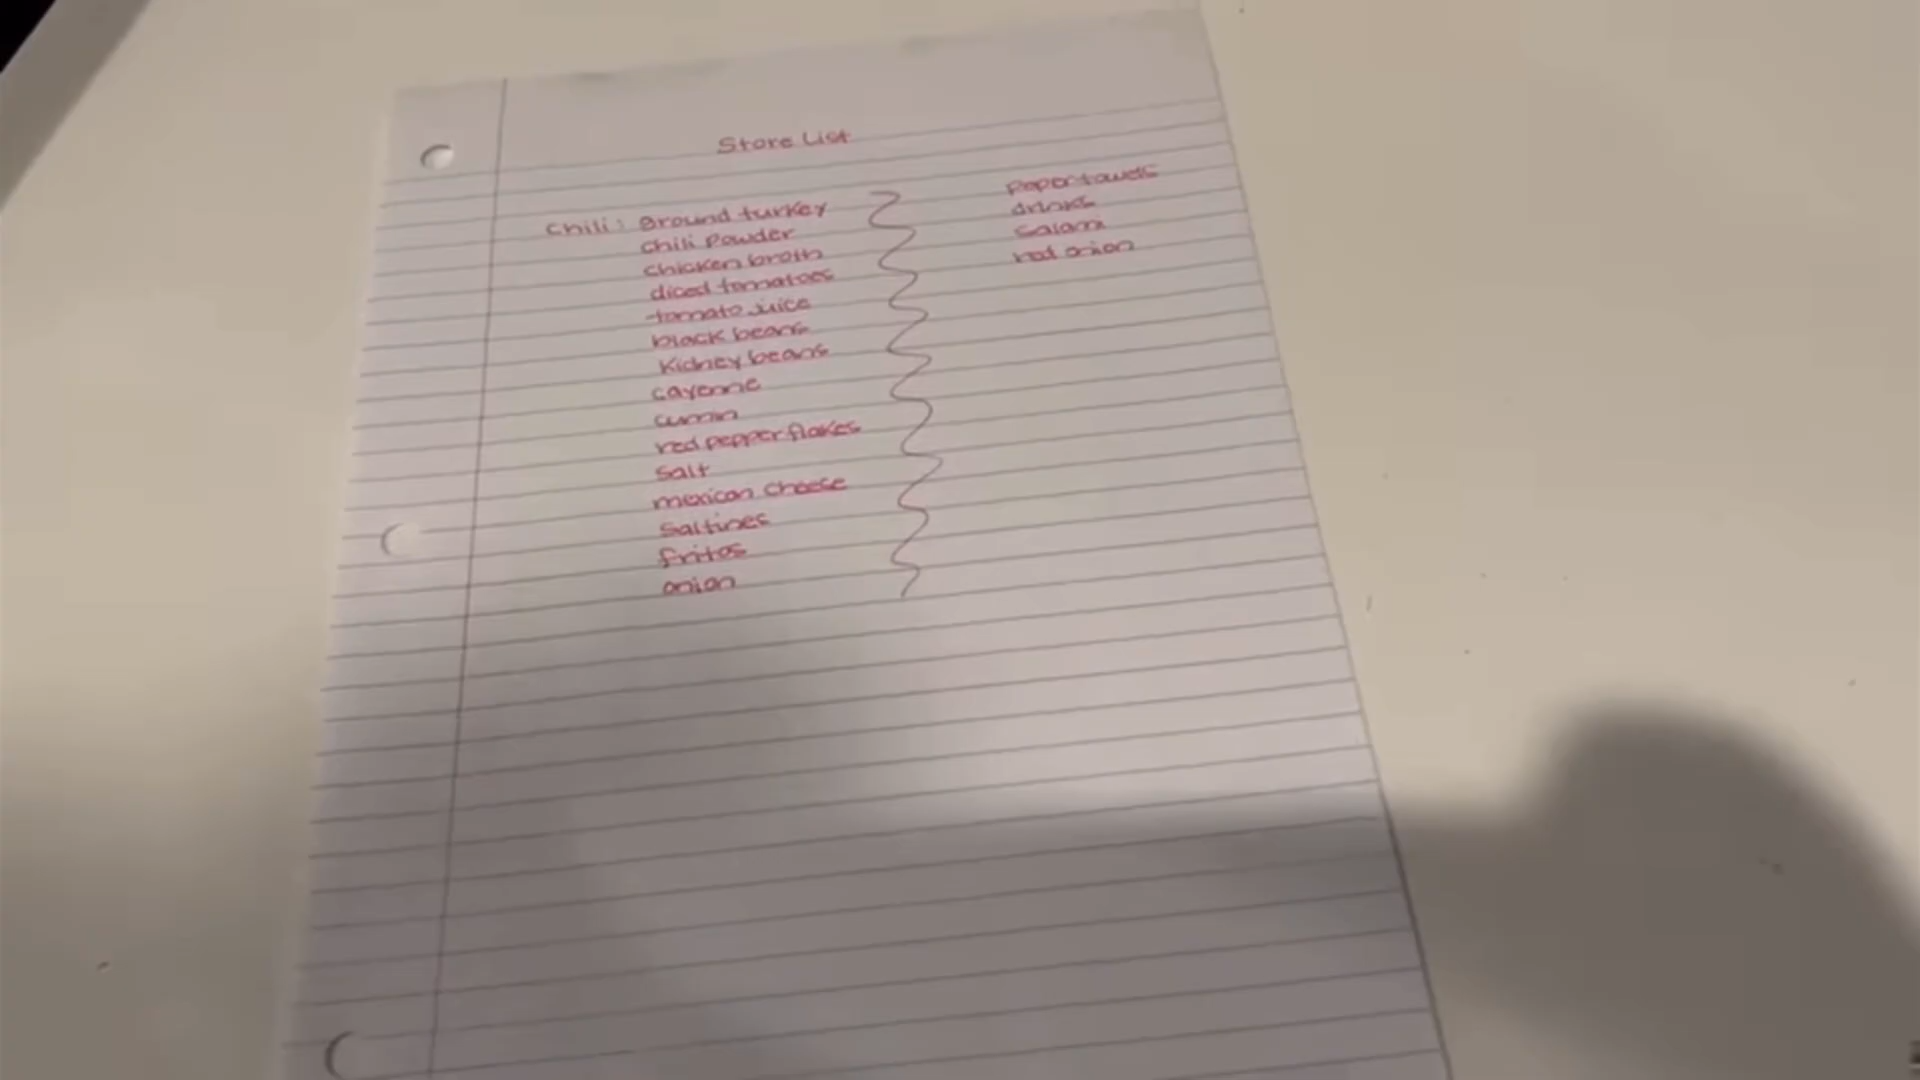 Store List
Chili: Ground turkey
Chili Powder
chicken broth
diced tomatoes
tomato juice
black beans
Kidney beans
cayenne
cumin
red pepper flakes
Salt
mexican cheese
Saltines
fritos
onion
paper towels
drinks
Salami
red onion